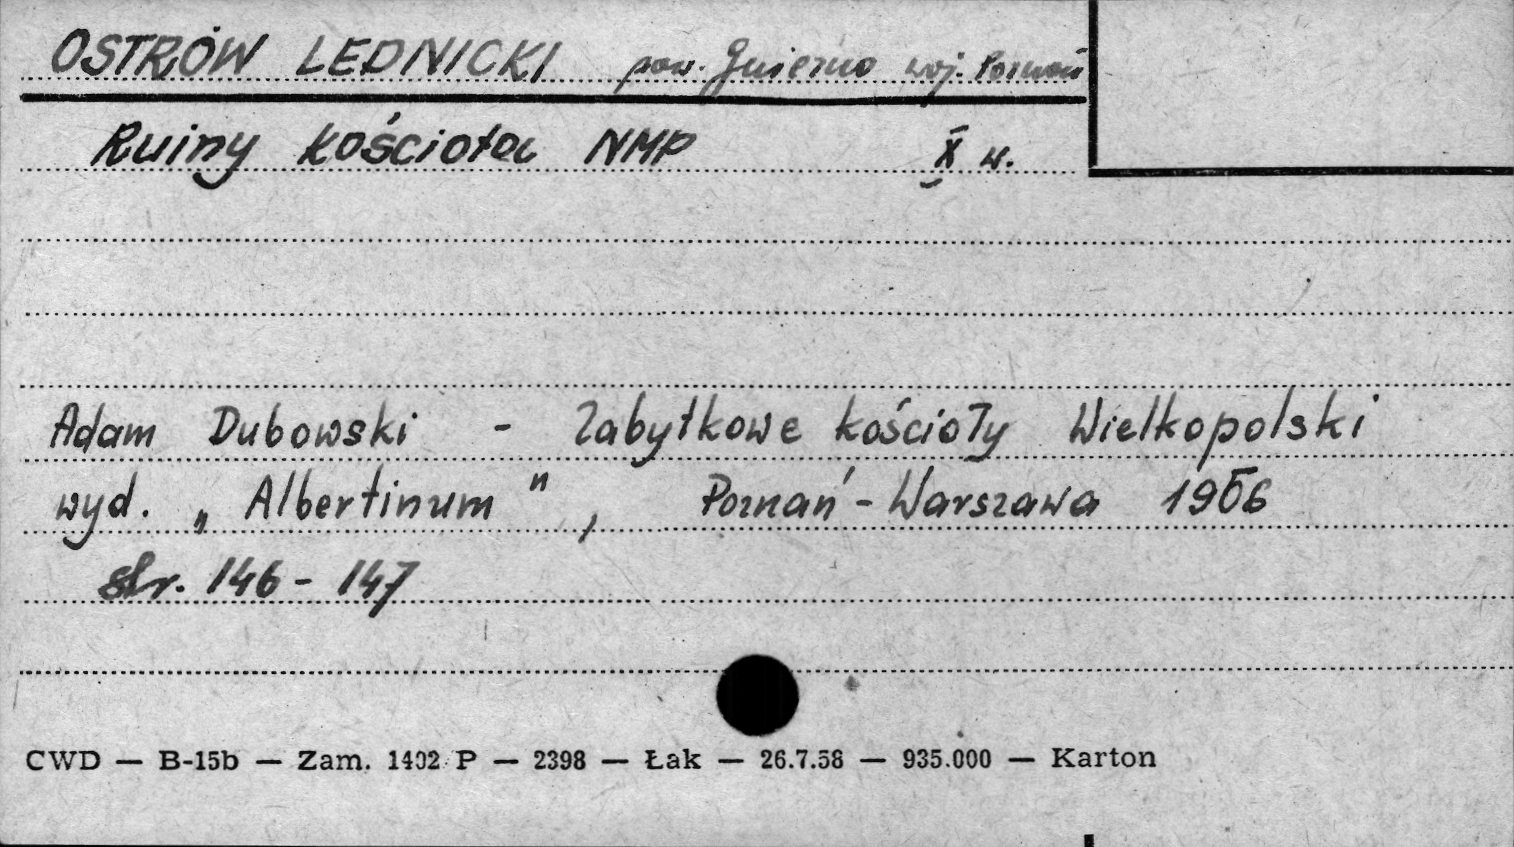 OSTRÓW LEDNICKI pow. Gniezno woj. Poznań
Ruiny kościoła NMP X w.
Adam Dubowski - Zabytkowe kościoły Wielkopolski
wyd. „Albertinum", Poznań - Warszawa 1956
str. 146 - 147
CWD — B-15b — Zam. 1402 P — 2398 — Łak — 26.7.58 — 935.000 — Karton